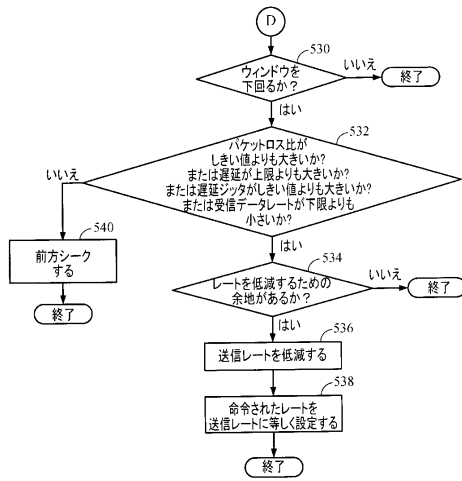 D
530
ウィンドウを
下回るか?
いいえ
終了
はい
532
パケットロス比が
しきい値よりも大きいか?
または遅延が上限よりも大きいか?
または遅延ジッタがしきい値よりも大きいか?
または受信データレートが下限よりも
小さいか?
いいえ
540
前方シーク
する
終了
はい
534
レートを低減するための
余地があるか?
いいえ
終了
はい
536
送信レートを低減する
538
命令されたレートを
送信レートに等しく設定する
終了